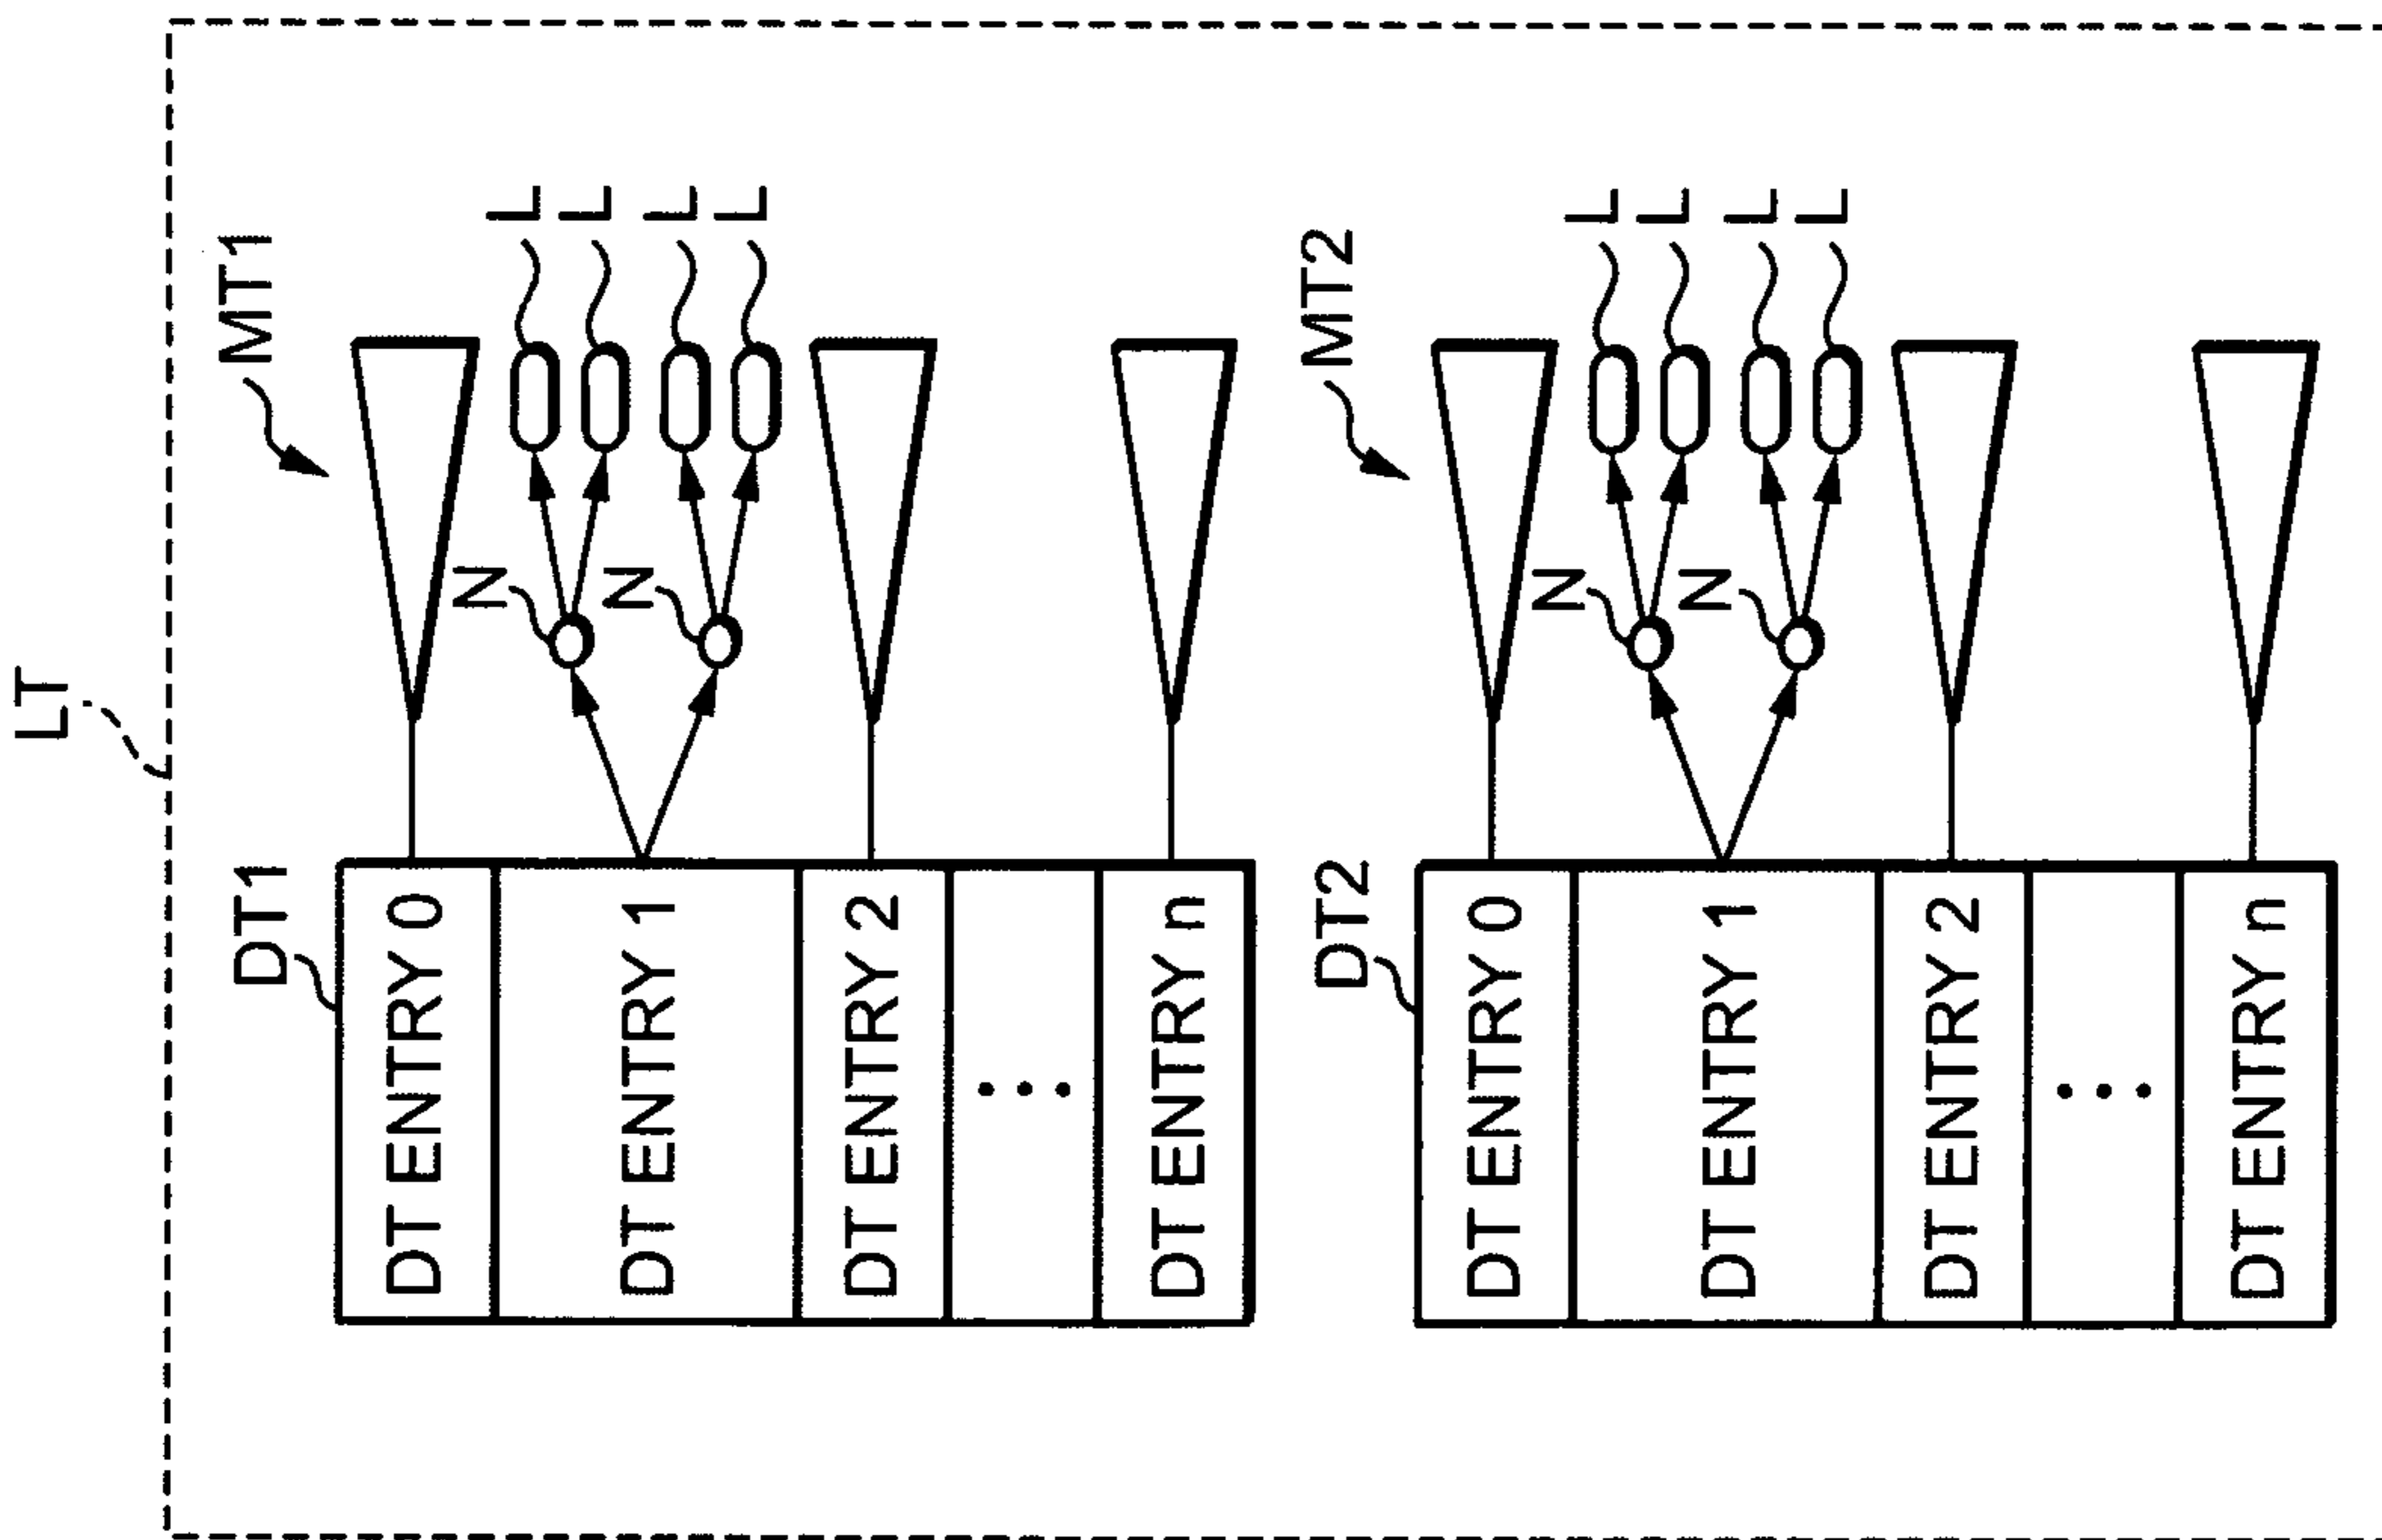 LT
MT1
L
L
L
L
N
N
DT1
DT ENTRY 0
DT ENTRY 1
DT ENTRY 2
• • •
DT ENTRY n
MT2
L
L
L
L
N
N
DT2
DT ENTRY 0
DT ENTRY 1
DT ENTRY 2
• • •
DT ENTRY n